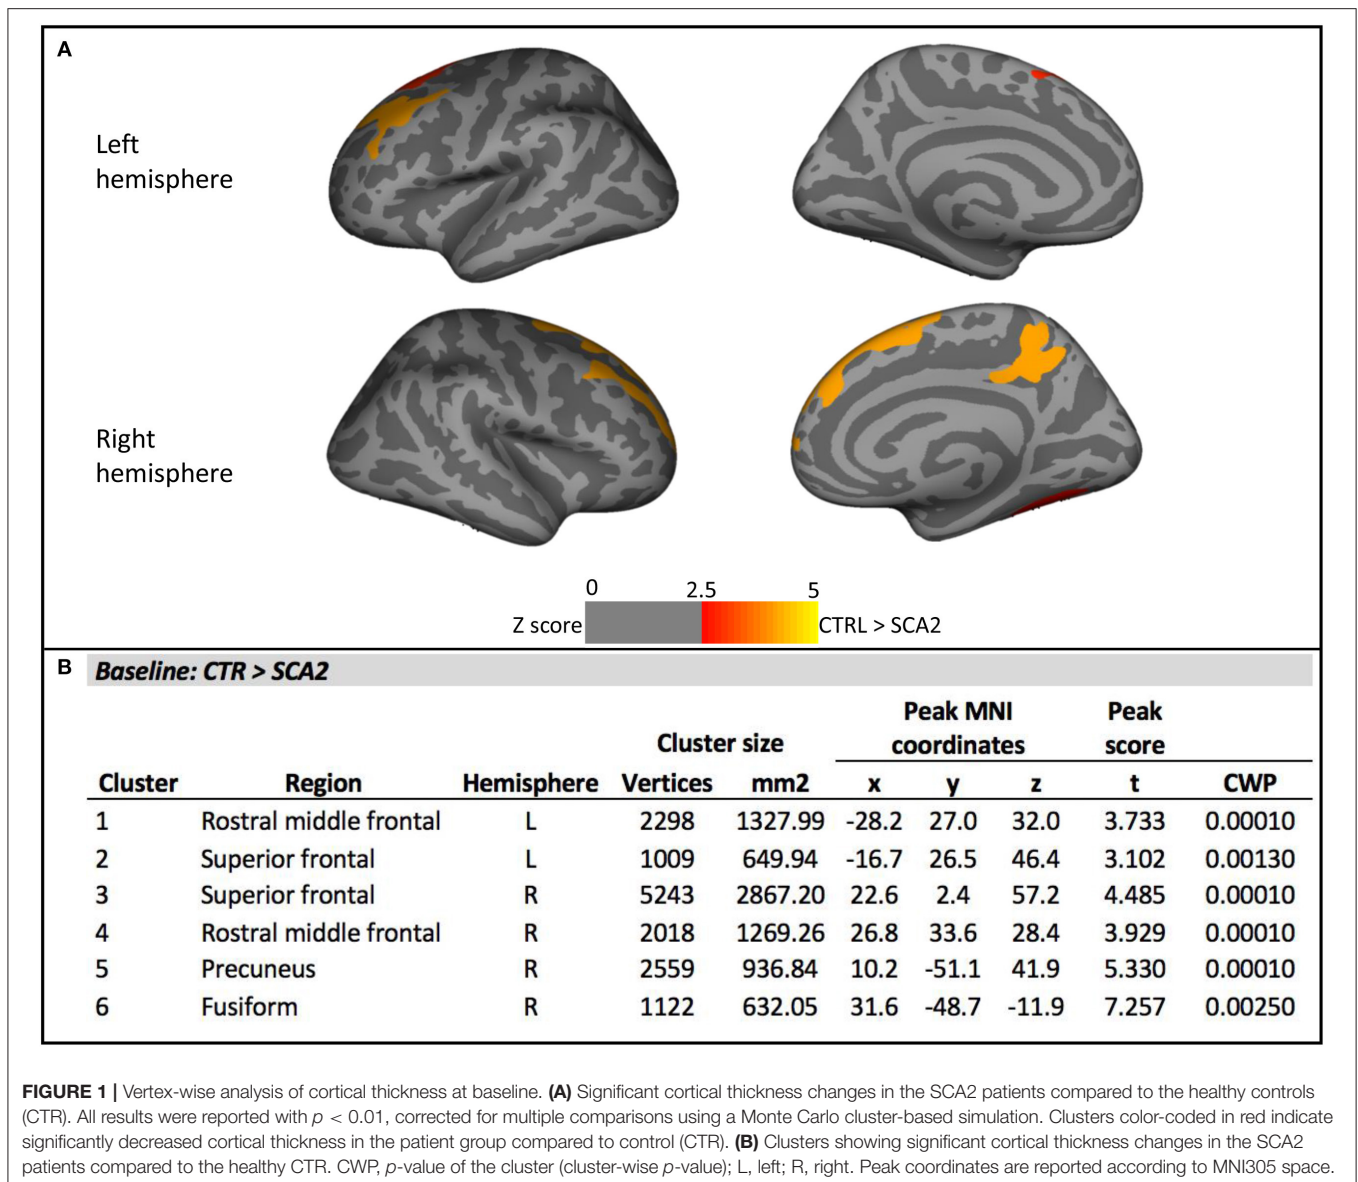 A
Left
hemisphere
Right
hemisphere
0 2.5 5
Z score CTRL > SCA2
B Baseline: CTR > SCA2
Peak MNI Peak
Cluster size coordinates score
Cluster Region Hemisphere Vertices mm2 x y z t CWP
1 Rostral middle frontal L 2298 1327.99 -28.2 27.0 32.0 3.733 0.00010
2 Superior frontal L 1009 649.94 -16.7 26.5 46.4 3.102 0.00130
3 Superior frontal R 5243 2867.20 22.6 2.4 57.2 4.485 0.00010
4 Rostral middle frontal R 2018 1269.26 26.8 33.6 28.4 3.929 0.00010
5 Precuneus R 2559 936.84 10.2 -51.1 41.9 5.330 0.00010
6 Fusiform R 1122 632.05 31.6 -48.7 -11.9 7.257 0.00250
FIGURE 1 | Vertex-wise analysis of cortical thickness at baseline. (A) Significant cortical thickness changes in the SCA2 patients compared to the healthy controls
(CTR). All results were reported with p < 0.01, corrected for multiple comparisons using a Monte Carlo cluster-based simulation. Clusters color-coded in red indicate
significantly decreased cortical thickness in the patient group compared to control (CTR). (B) Clusters showing significant cortical thickness changes in the SCA2
patients compared to the healthy CTR. CWP, p-value of the cluster (cluster-wise p-value); L, left; R, right. Peak coordinates are reported according to MNI305 space.